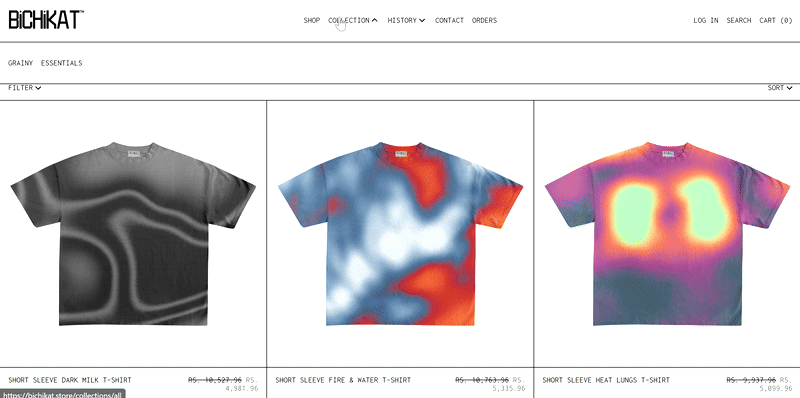 BiCHiKAT™
SHOP COLLECTION HISTORY CONTACT ORDERS
LOG IN SEARCH CART (0)
GRAINY ESSENTIALS
FILTER
SORT
SHORT SLEEVE DARK MILK T-SHIRT
RS. 10,527.96 RS.
4,981.96
SHORT SLEEVE FIRE & WATER T-SHIRT
RS. 10,763.96 RS.
5,335.96
SHORT SLEEVE HEAT LUNGS T-SHIRT
RS. 9,937.96 RS.
5,099.96
https://bichikat.store/collections/all